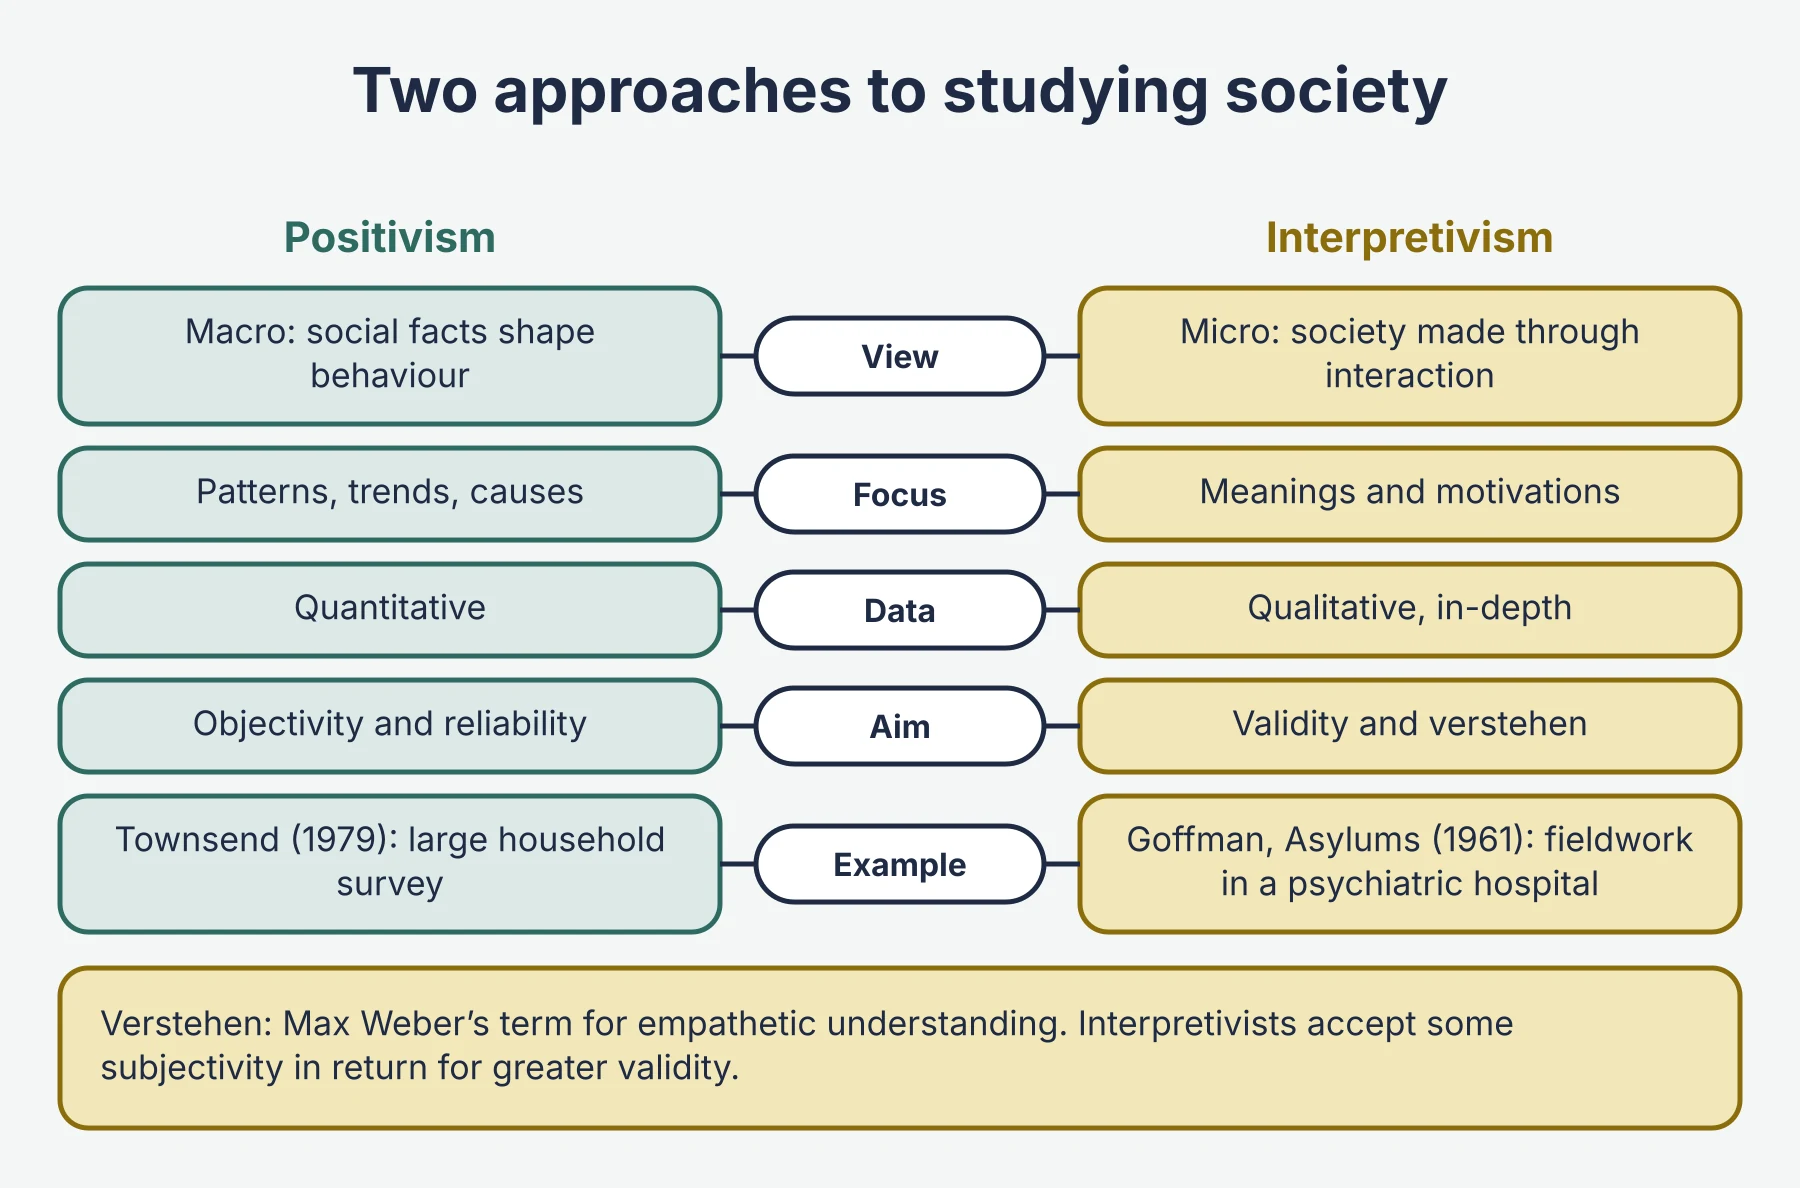 Two approaches to studying society
Positivism
Interpretivism
Macro: social facts shape
behaviour
View
Micro: society made through
interaction
Patterns, trends, causes
Focus
Meanings and motivations
Quantitative
Data
Qualitative, in-depth
Objectivity and reliability
Aim
Validity and verstehen
Townsend (1979): large household
survey
Example
Goffman, Asylums (1961): fieldwork
in a psychiatric hospital
Verstehen: Max Weber’s term for empathetic understanding. Interpretivists accept some
subjectivity in return for greater validity.